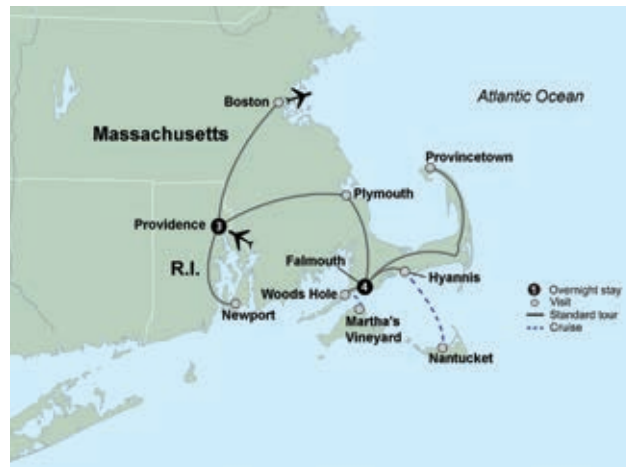 Boston
Atlantic Ocean
Massachusetts
Provincetown
Plymouth
Providence
3
Falmouth
R.I.
4
Hyannis
Woods Hole
Newport
Martha's
Vineyard
Nantucket
Overnight stay
Visit
Standard tour
Cruise